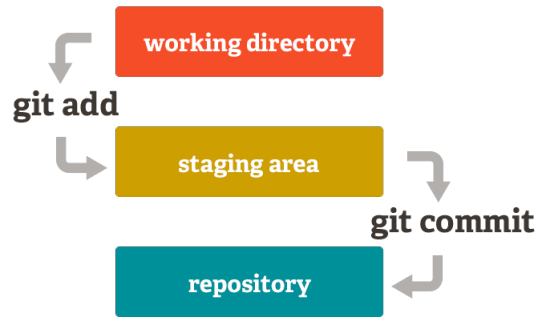 working directory
git add
staging area
git commit
repository